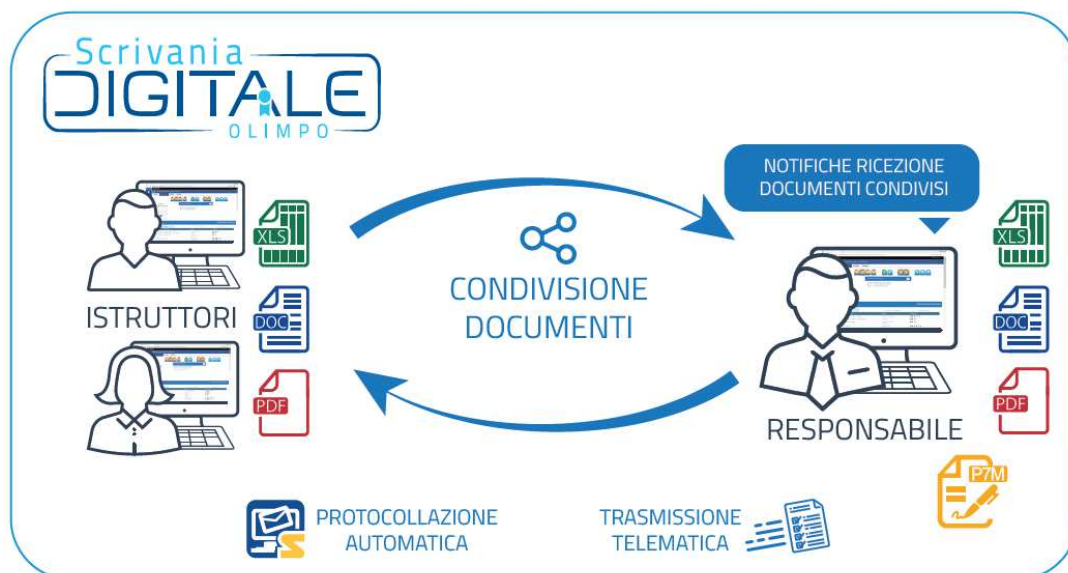 Scrivania
DIGITALE
OLIMPO
NOTIFICHE RICEZIONE
DOCUMENTI CONDIVISI
XLS
ISTRUTTORI
DOC
PDF
CONDIVISIONE
DOCUMENTI
XLS
DOC
PDF
RESPONSABILE
P7M
PROTOCOLLAZIONE
AUTOMATICA
TRASMISSIONE
TELEMATICA